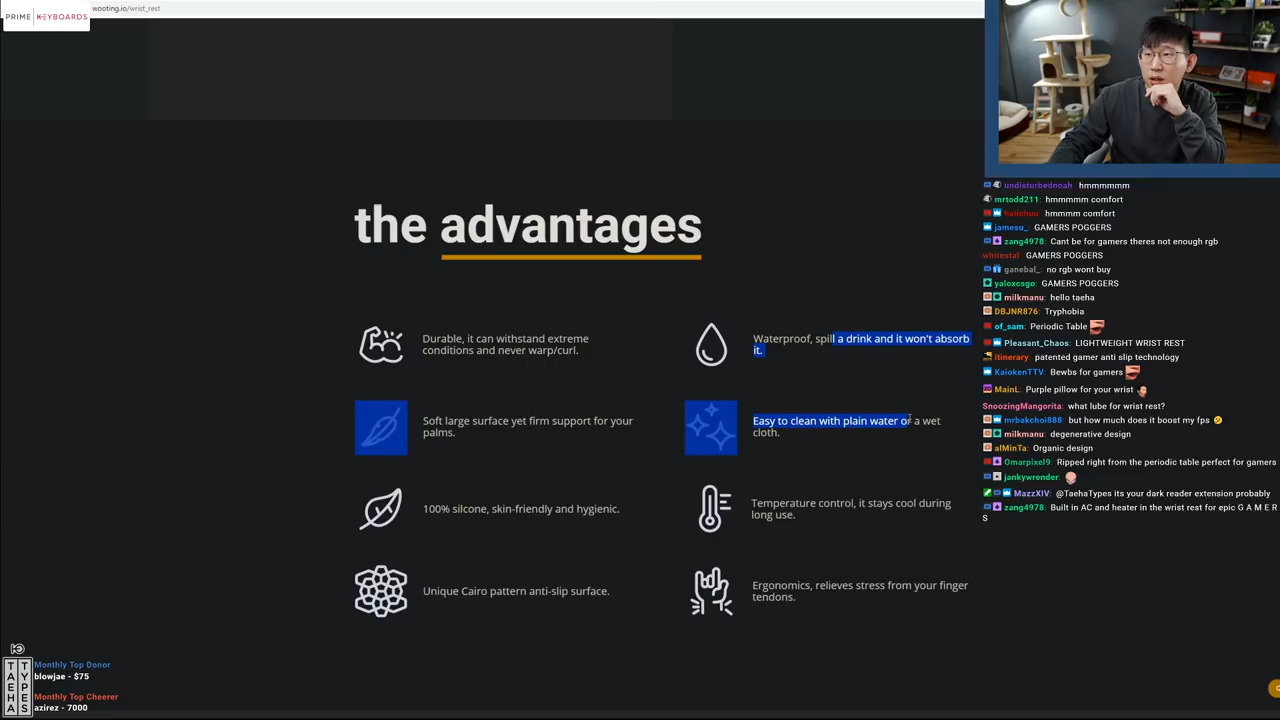 PRIME | KEYBOARDS
wooting.io/wrist_rest
the advantages
Durable, it can withstand extreme
conditions and never warp/curl.
Waterproof, spill a drink and it won't absorb
it.
Soft large surface yet firm support for your
palms.
Easy to clean with plain water or a wet
cloth.
100% silcone, skin-friendly and hygienic.
Temperature control, it stays cool during
long use.
Unique Cairo pattern anti-slip surface.
Ergonomics, relieves stress from your finger
tendons.
undisturbednoah hmmmmmm
mrtodd211: hmmmmm comfort
haiichuu: hmmmm comfort
jamesu_: GAMERS POGGERS
zang4978: Cant be for gamers theres not enough rgb
whitestal GAMERS POGGERS
ganebal_: no rgb wont buy
yaloxcsgo: GAMERS POGGERS
milkmanu: hello taeha
DBJNR876: Tryphobia
of_sam: Periodic Table
Pleasant_Chaos: LIGHTWEIGHT WRIST REST
itinerary: patented gamer anti slip technology
KaiokenTTV: Bewbs for gamers
MainL: Purple pillow for your wrist
SnoozingMangorita: what lube for wrist rest?
mrbakchoi888: but how much does it boost my fps
milkmanu: degenerative design
alMinTa: Organic design
Omarpixel9: Ripped right from the periodic table perfect for gamers
jankywrender:
MazzXIV: @TaehaTypes its your dark reader extension probably
zang4978: Built in AC and heater in the wrist rest for epic G A M E R
S
TAEHA
TYPES
Monthly Top Donor
blowjae - $75
Monthly Top Cheerer
azirez - 7000